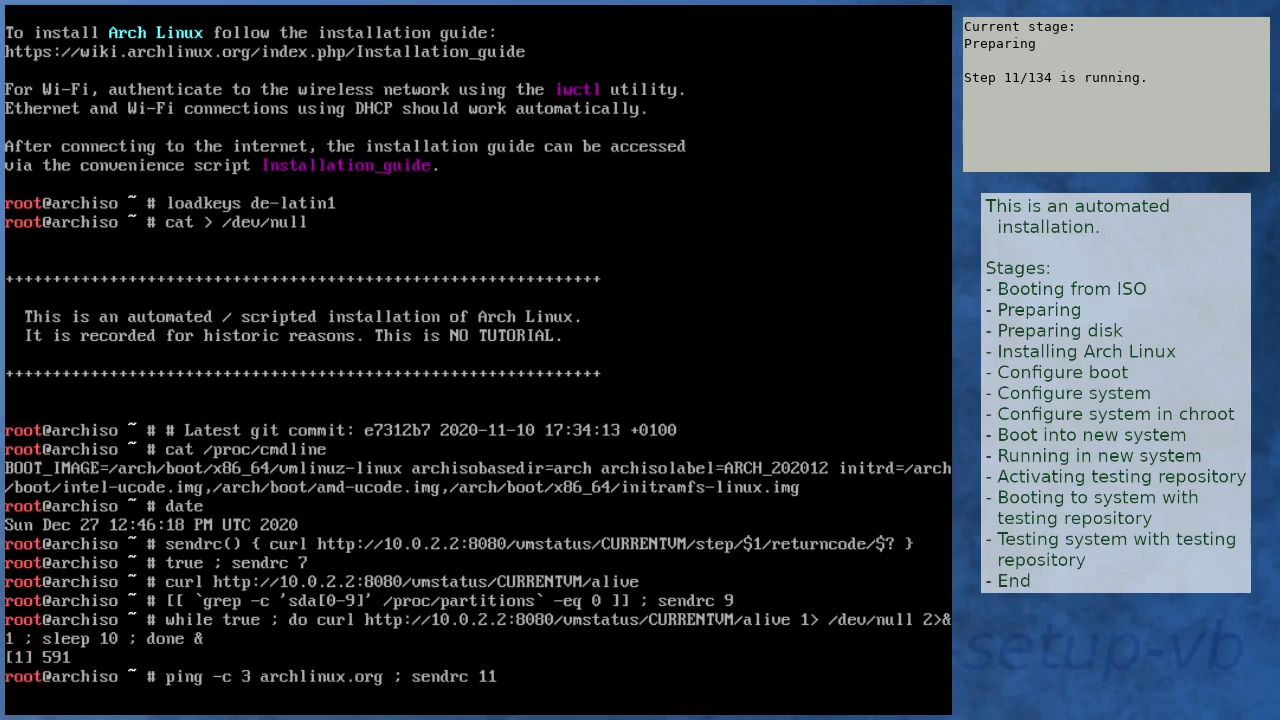 To install Arch Linux follow the installation guide:
https://wiki.archlinux.org/index.php/Installation_guide
For Wi-Fi, authenticate to the wireless network using the iwctl utility.
Ethernet and Wi-Fi connections using DHCP should work automatically.
After connecting to the internet, the installation guide can be accessed
via the convenience script Installation_guide.
root@archiso ~ # loadkeys de-latin1
root@archiso ~ # cat > /dev/null
+++++++++++++++++++++++++++++++++++++++++++++++++++++++++++++++
This is an automated / scripted installation of Arch Linux.
It is recorded for historic reasons. This is NO TUTORIAL.
+++++++++++++++++++++++++++++++++++++++++++++++++++++++++++++++
root@archiso ~ # # Latest git commit: e7312b7 2020-11-10 17:34:13 +0100
root@archiso ~ # cat /proc/cmdline
BOOT_IMAGE=/arch/boot/x86_64/vmlinuz-linux archisobasedir=arch archisolabel=ARCH_202012 initrd=/arch
/boot/intel-ucode.img,/arch/boot/amd-ucode.img,/arch/boot/x86_64/initramfs-linux.img
root@archiso ~ # date
Sun Dec 27 12:46:18 PM UTC 2020
root@archiso ~ # sendrc() { curl http://10.0.2.2:8080/vmstatus/CURRENTVM/step/$1/returncode/$? }
root@archiso ~ # true ; sendrc 7
root@archiso ~ # curl http://10.0.2.2:8080/vmstatus/CURRENTVM/alive
root@archiso ~ # [[ `grep -c 'sda[0-9]' /proc/partitions` -eq 0 ]] ; sendrc 9
root@archiso ~ # while true ; do curl http://10.0.2.2:8080/vmstatus/CURRENTVM/alive 1> /dev/null 2>&
1 ; sleep 10 ; done &
[1] 591
root@archiso ~ # ping -c 3 archlinux.org ; sendrc 11
Current stage:
Preparing
Step 11/134 is running.
This is an automated
installation.
Stages:
- Booting from ISO
- Preparing
- Preparing disk
- Installing Arch Linux
- Configure boot
- Configure system
- Configure system in chroot
- Boot into new system
- Running in new system
- Activating testing repository
- Booting to system with
testing repository
- Testing system with testing
repository
- End
setup-vb